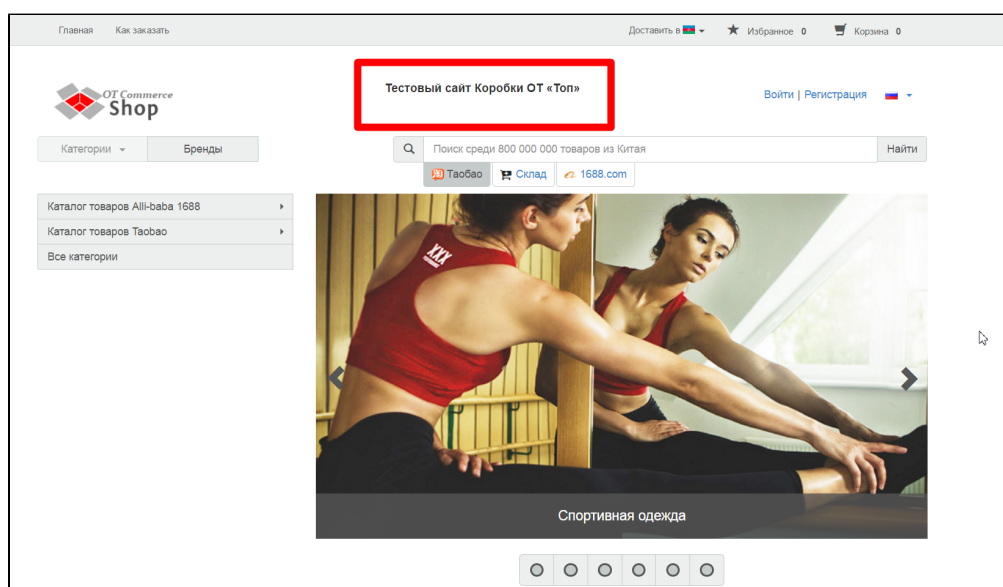 Главная Как заказать Доставить в Избранное 0 Корзина 0
OT Commerce
Shop
Тестовый сайт Коробки ОТ «Топ»
Войти | Регистрация
Категории Бренды
Поиск среди 800 000 000 товаров из Китая Найти
Таобао Склад 1688.com
Каталог товаров Alli-baba 1688
Каталог товаров Taobao
Все категории
XXX
Спортивная одежда